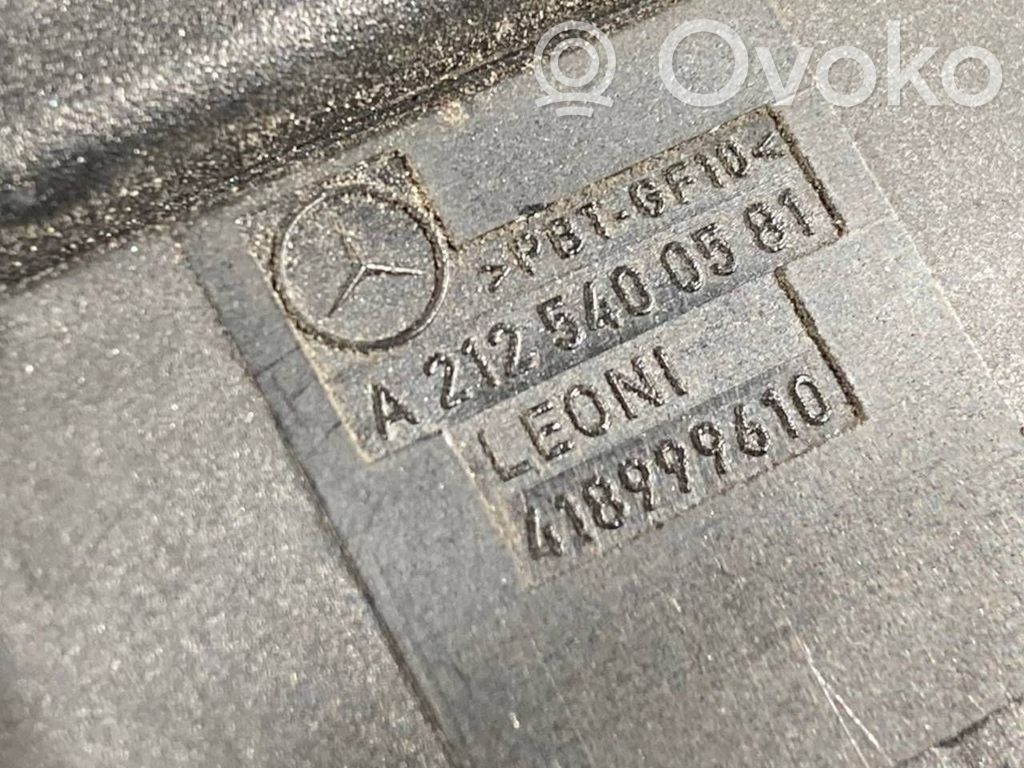 Ovoko
>PBT-GF10<
A 212 540 05 81
LEONI
418999610